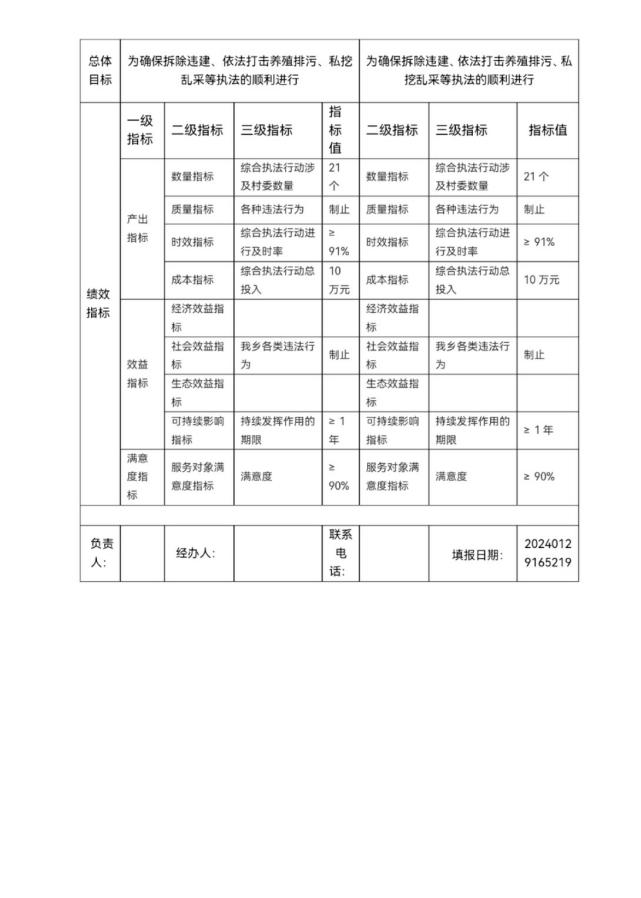 总体
目标
为确保拆除违建、依法打击养殖排污、私挖
乱采等执法的顺利进行
为确保拆除违建、依法打击养殖排污、私
挖乱采等执法的顺利进行
绩效
指标
一级
指标
二级指标
三级指标
指
标
值
二级指标
三级指标
指标值
产出
指标
数量指标
综合执法行动涉
及村委数量
21
个
数量指标
综合执法行动涉
及村委数量
21 个
质量指标
各种违法行为
制止
质量指标
各种违法行为
制止
时效指标
综合执法行动进
行及时率
≥
91%
时效指标
综合执法行动进
行及时率
≥ 91%
成本指标
综合执法行动总
投入
10
万元
成本指标
综合执法行动总
投入
10 万元
效益
指标
经济效益指
标
经济效益指
标
社会效益指
标
我乡各类违法行
为
制止
社会效益指
标
我乡各类违法行
为
制止
生态效益指
标
生态效益指
标
可持续影响
指标
持续发挥作用的
期限
≥ 1
年
可持续影响
指标
持续发挥作用的
期限
≥ 1 年
满意
度指
标
服务对象满
意度指标
满意度
≥
90%
服务对象满
意度指标
满意度
≥ 90%
负责
人：
经办人：
联系
电
话：
填报日期：
2024012
9165219